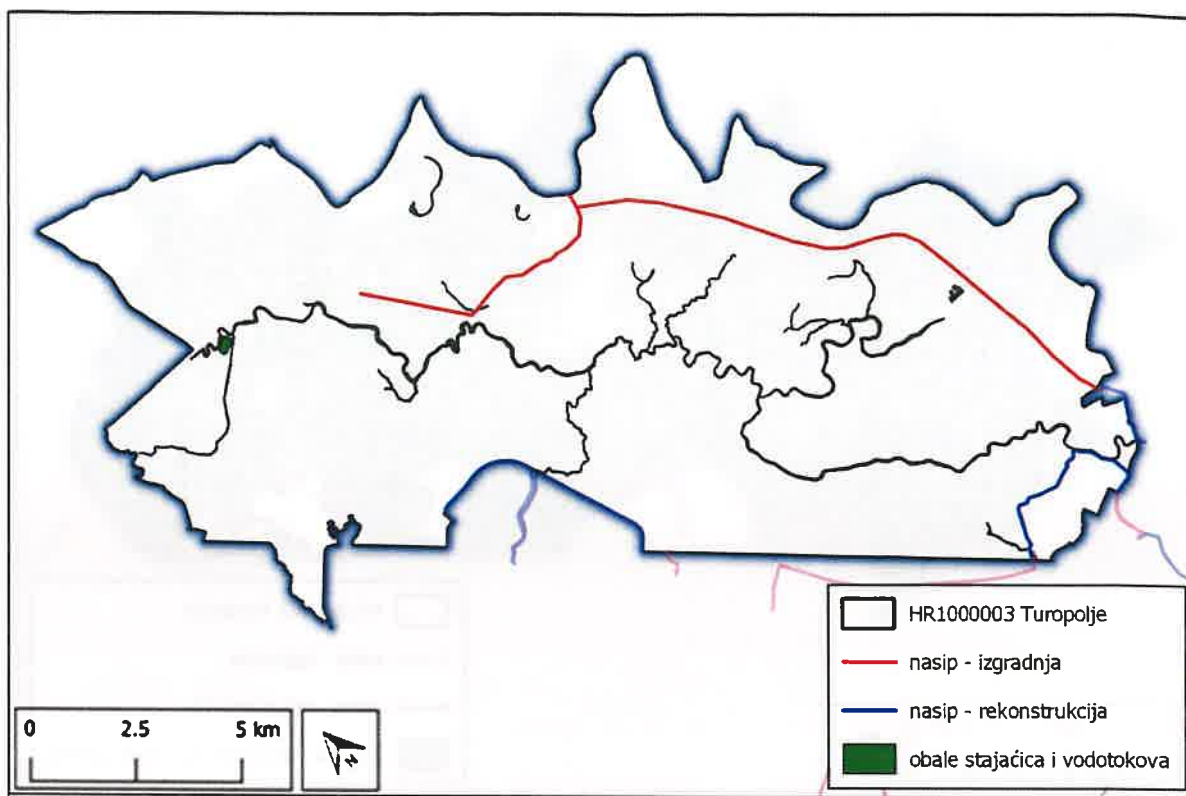 HR1000003 Turopolje
nasip - izgradnja
nasip - rekonstrukcija
obale stajaćica i vodotokova
0 2.5 5 km
N